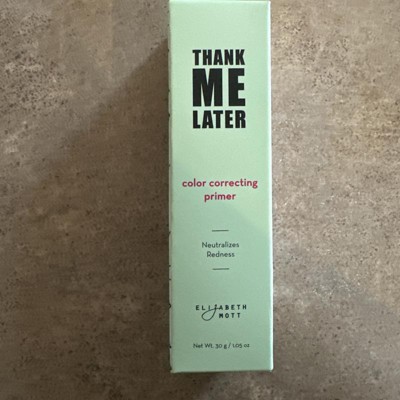 THANK
ME
LATER
color correcting
primer
Neutralizes
Redness
ELIZABETH
MOTT
Net Wt. 30 g / 1.05 oz